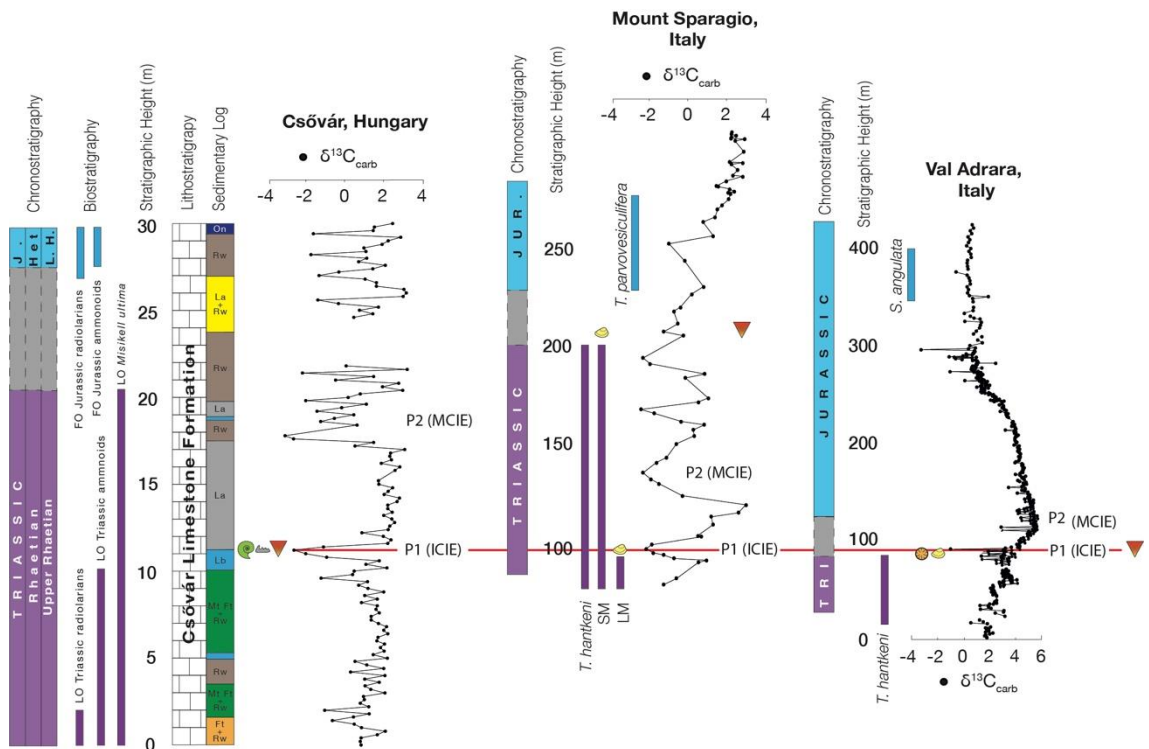 Mount Sparagio,
Italy
δ¹³Ccarb
-4 -2 0 2 4
Csővár, Hungary
δ¹³Ccarb
-4 -2 0 2 4
Val Adrara,
Italy
Chronostratigraphy
Biostratigraphy
Stratigraphic Height (m)
Lithostratigrapy
Sedimentary Log
J.
Het
L.H.
TRIASSIC
Rhaetian
Upper Rhaetian
FO Jurassic radiolarians
FO Jurassic ammonoids
LO Misikell ultima
LO Triassic radiolarians
LO Triassic ammnoids
30
25
20
15
10
5
0
Csővár Limestone Formation
On
Rw
La
+
Rw
Rw
La
Rw
La
Lb
Mt Ft
+
Rw
Rw
Mt Ft
+
Rw
Ft
+
Rw
P2 (MCIE)
P1 (ICIE)
Chronostratigraphy
Stratigraphic Height (m)
JUR.
TRIASSIC
250
200
150
100
T. parvovesiculifera
T. hantkeni
SM
LM
P2 (MCIE)
P1 (ICIE)
Chronostratigraphy
Stratigraphic Height (m)
JURASSIC
TRI
400
300
200
100
0
S. angulata
T. hantkeni
P2 (MCIE)
P1 (ICIE)
-4 -2 0 2 4 6
δ¹³Ccarb